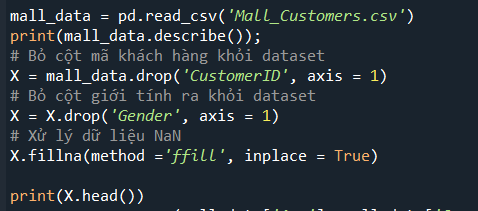 mall_data = pd.read_csv('Mall_Customers.csv')
print(mall_data.describe());
# Bỏ cột mã khách hàng khỏi dataset
X = mall_data.drop('CustomerID', axis = 1)
# Bỏ cột giới tính ra khỏi dataset
X = X.drop('Gender', axis = 1)
# Xử lý dữ liệu NaN
X.fillna(method ='ffill', inplace = True)
print(X.head())